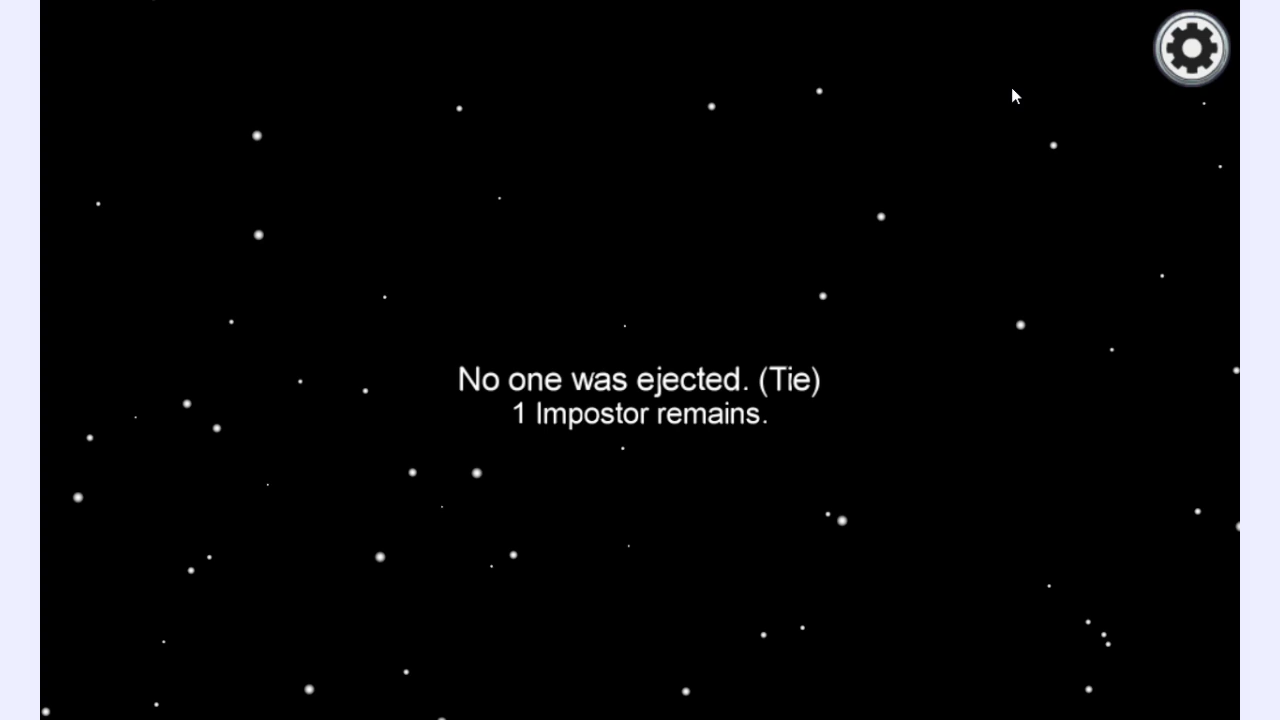 No one was ejected. (Tie)
1 Impostor remains.